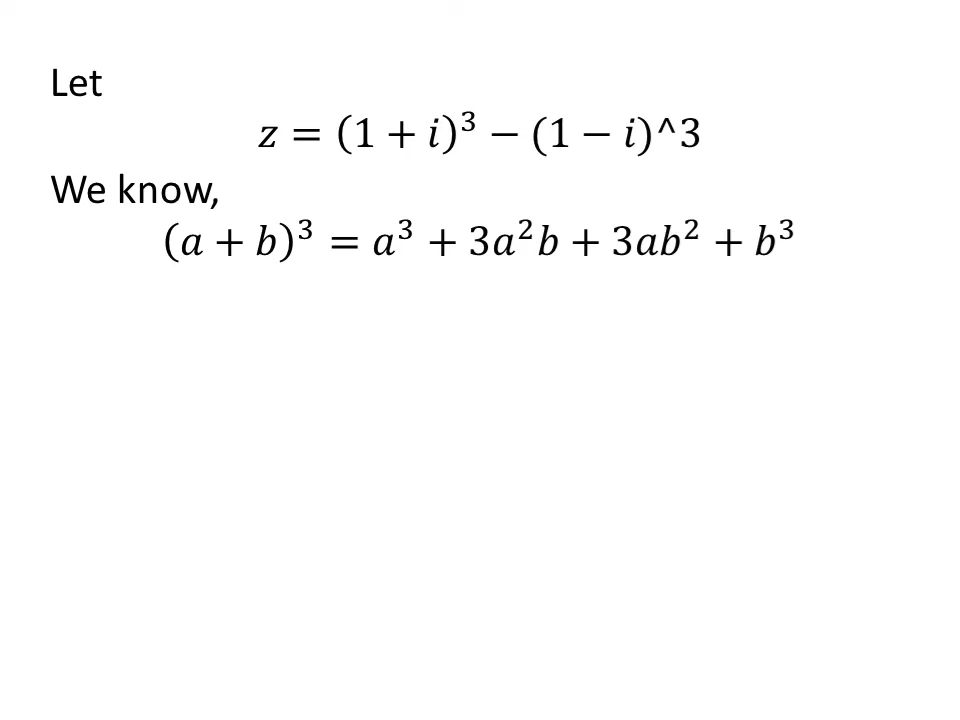 Let
𝑧 = (1 + 𝑖)³ − (1 − 𝑖)^3
We know,
(𝑎 + 𝑏)³ = 𝑎³ + 3𝑎²𝑏 + 3𝑎𝑏² + 𝑏³